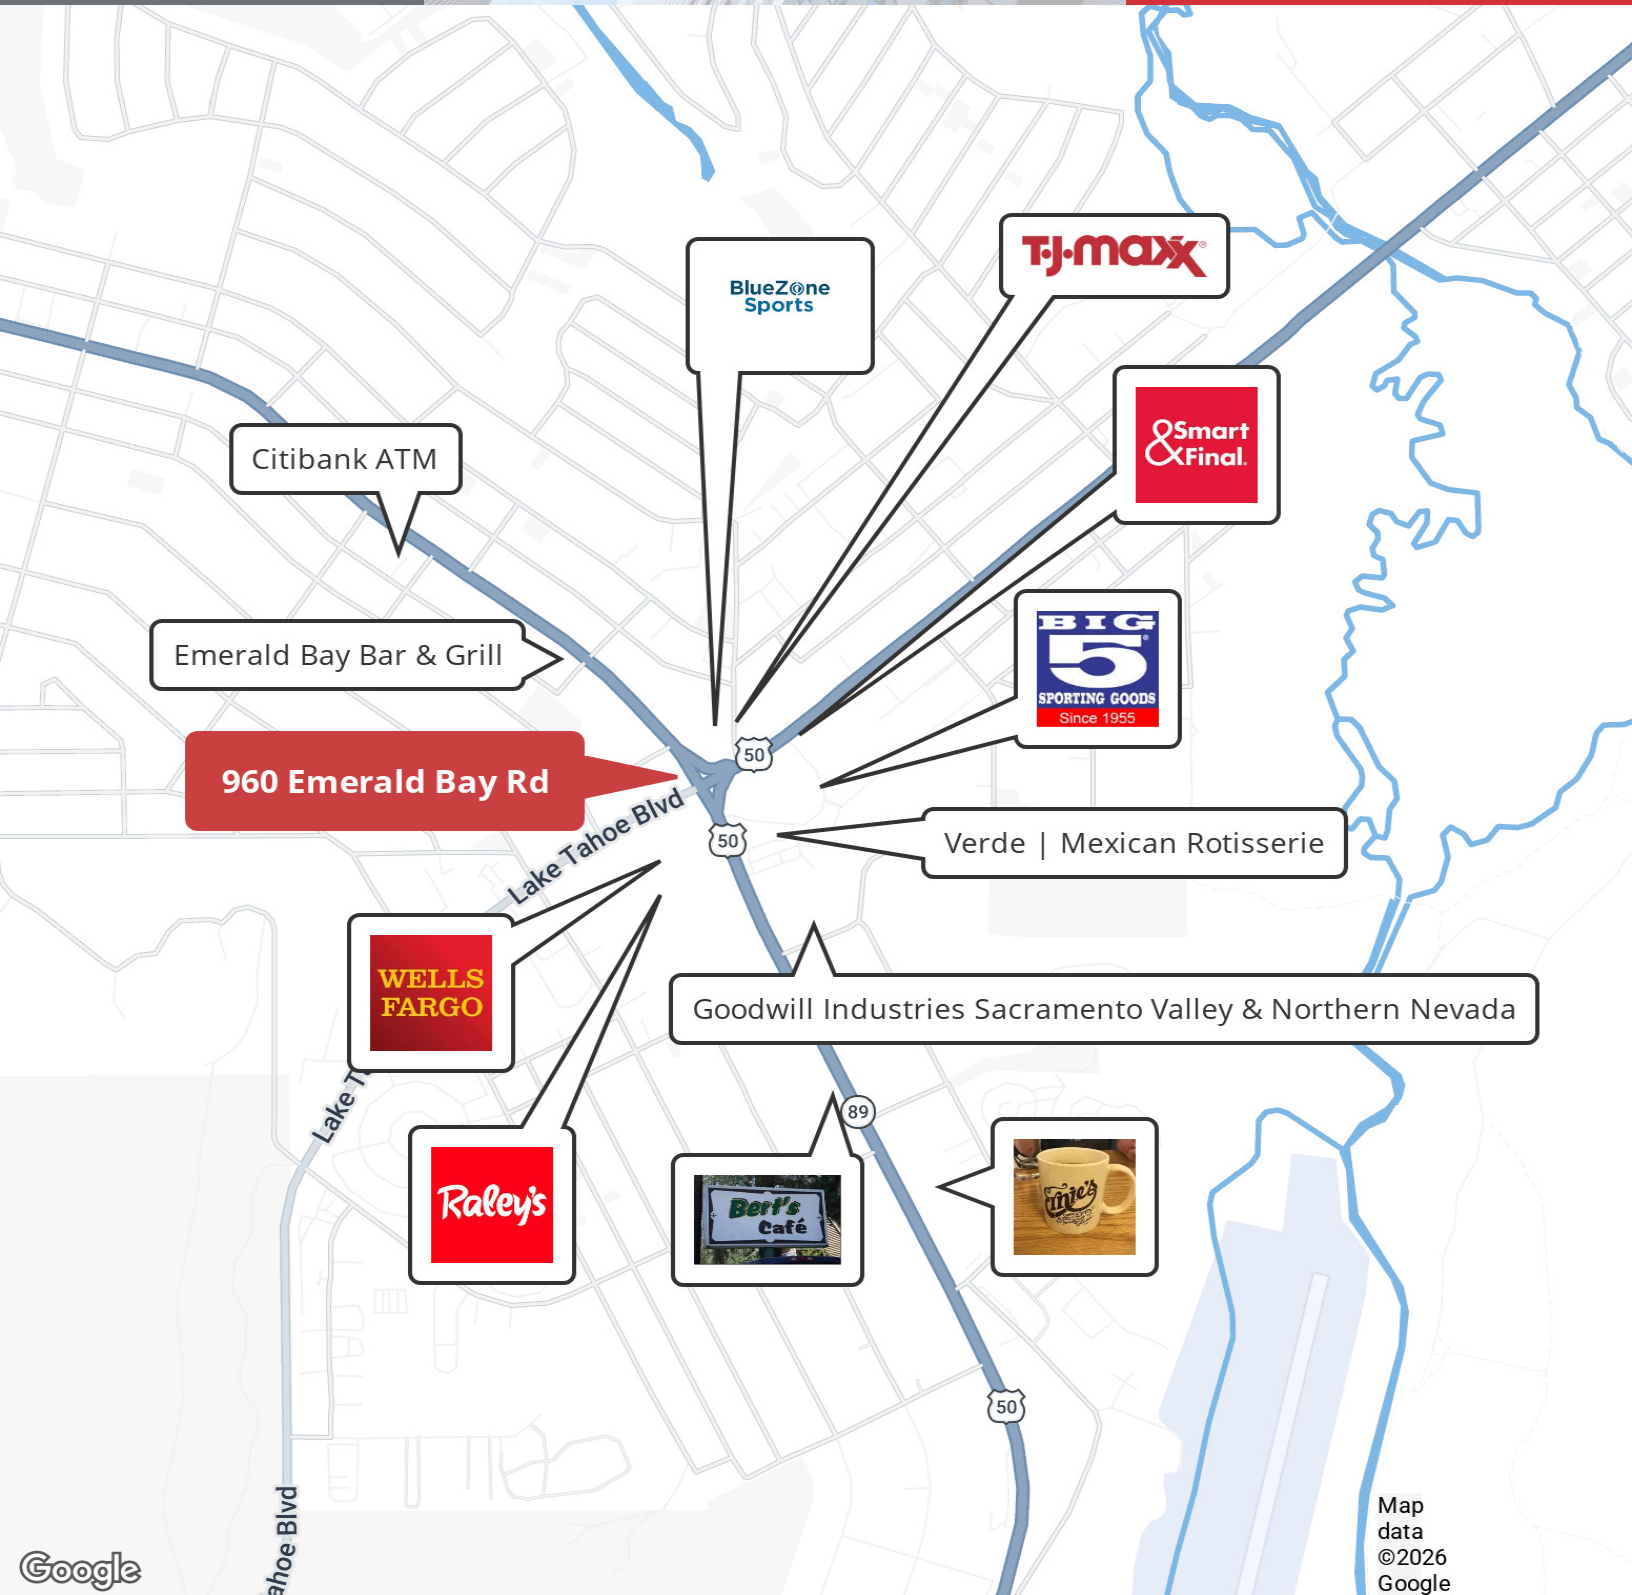 T·J·maxx
BlueZone
Sports
&Smart
&Final.
Citibank ATM
BIG
5
SPORTING GOODS
Since 1955
Emerald Bay Bar & Grill
960 Emerald Bay Rd
50
Lake Tahoe Blvd
50
Verde | Mexican Rotisserie
WELLS
FARGO
Goodwill Industries Sacramento Valley & Northern Nevada
Lake T
89
Raley's
Bert's
Café
Ernie's
50
ahoe Blvd
Google
Map
data
©2026
Google